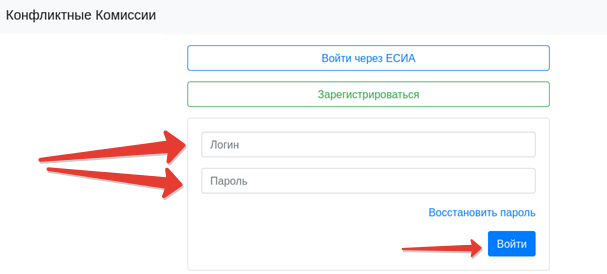 Конфликтные Комиссии
Войти через ЕСИА
Зарегистрироваться
Логин
Пароль
Восстановить пароль
Войти